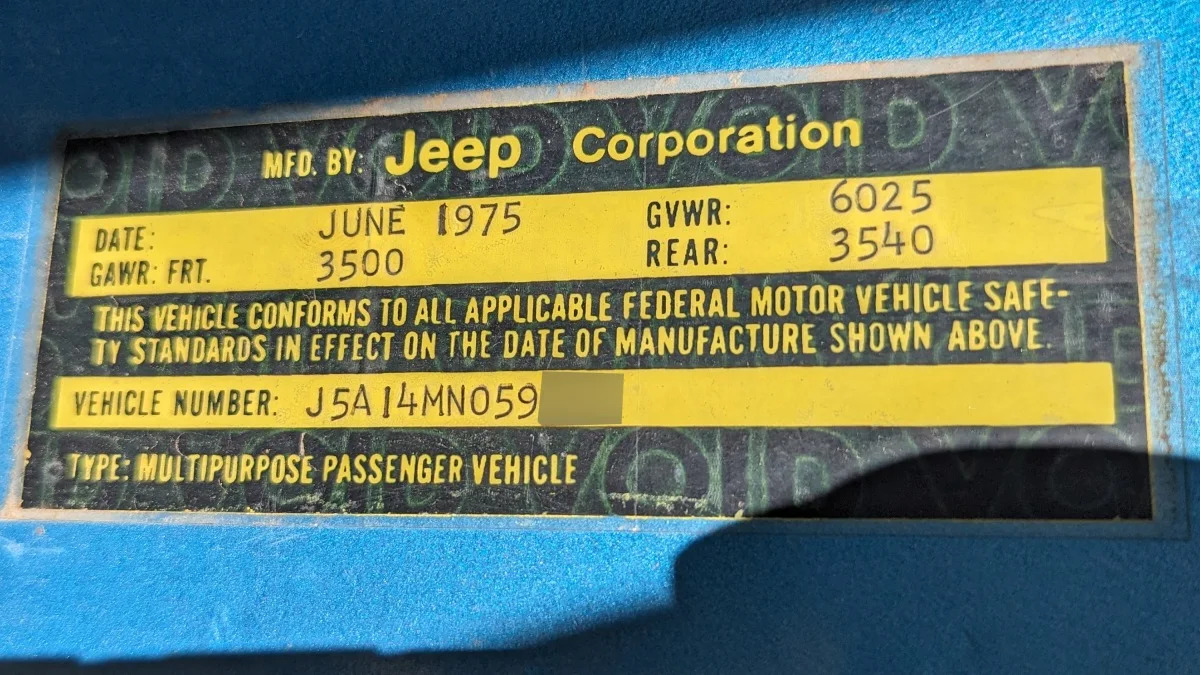 MFD. BY: Jeep Corporation
DATE: JUNE 1975 GVWR: 6025
GAWR: FRT. 3500 REAR: 3540
THIS VEHICLE CONFORMS TO ALL APPLICABLE FEDERAL MOTOR VEHICLE SAFE-
TY STANDARDS IN EFFECT ON THE DATE OF MANUFACTURE SHOWN ABOVE.
VEHICLE NUMBER: J5A14MN059
TYPE: MULTIPURPOSE PASSENGER VEHICLE